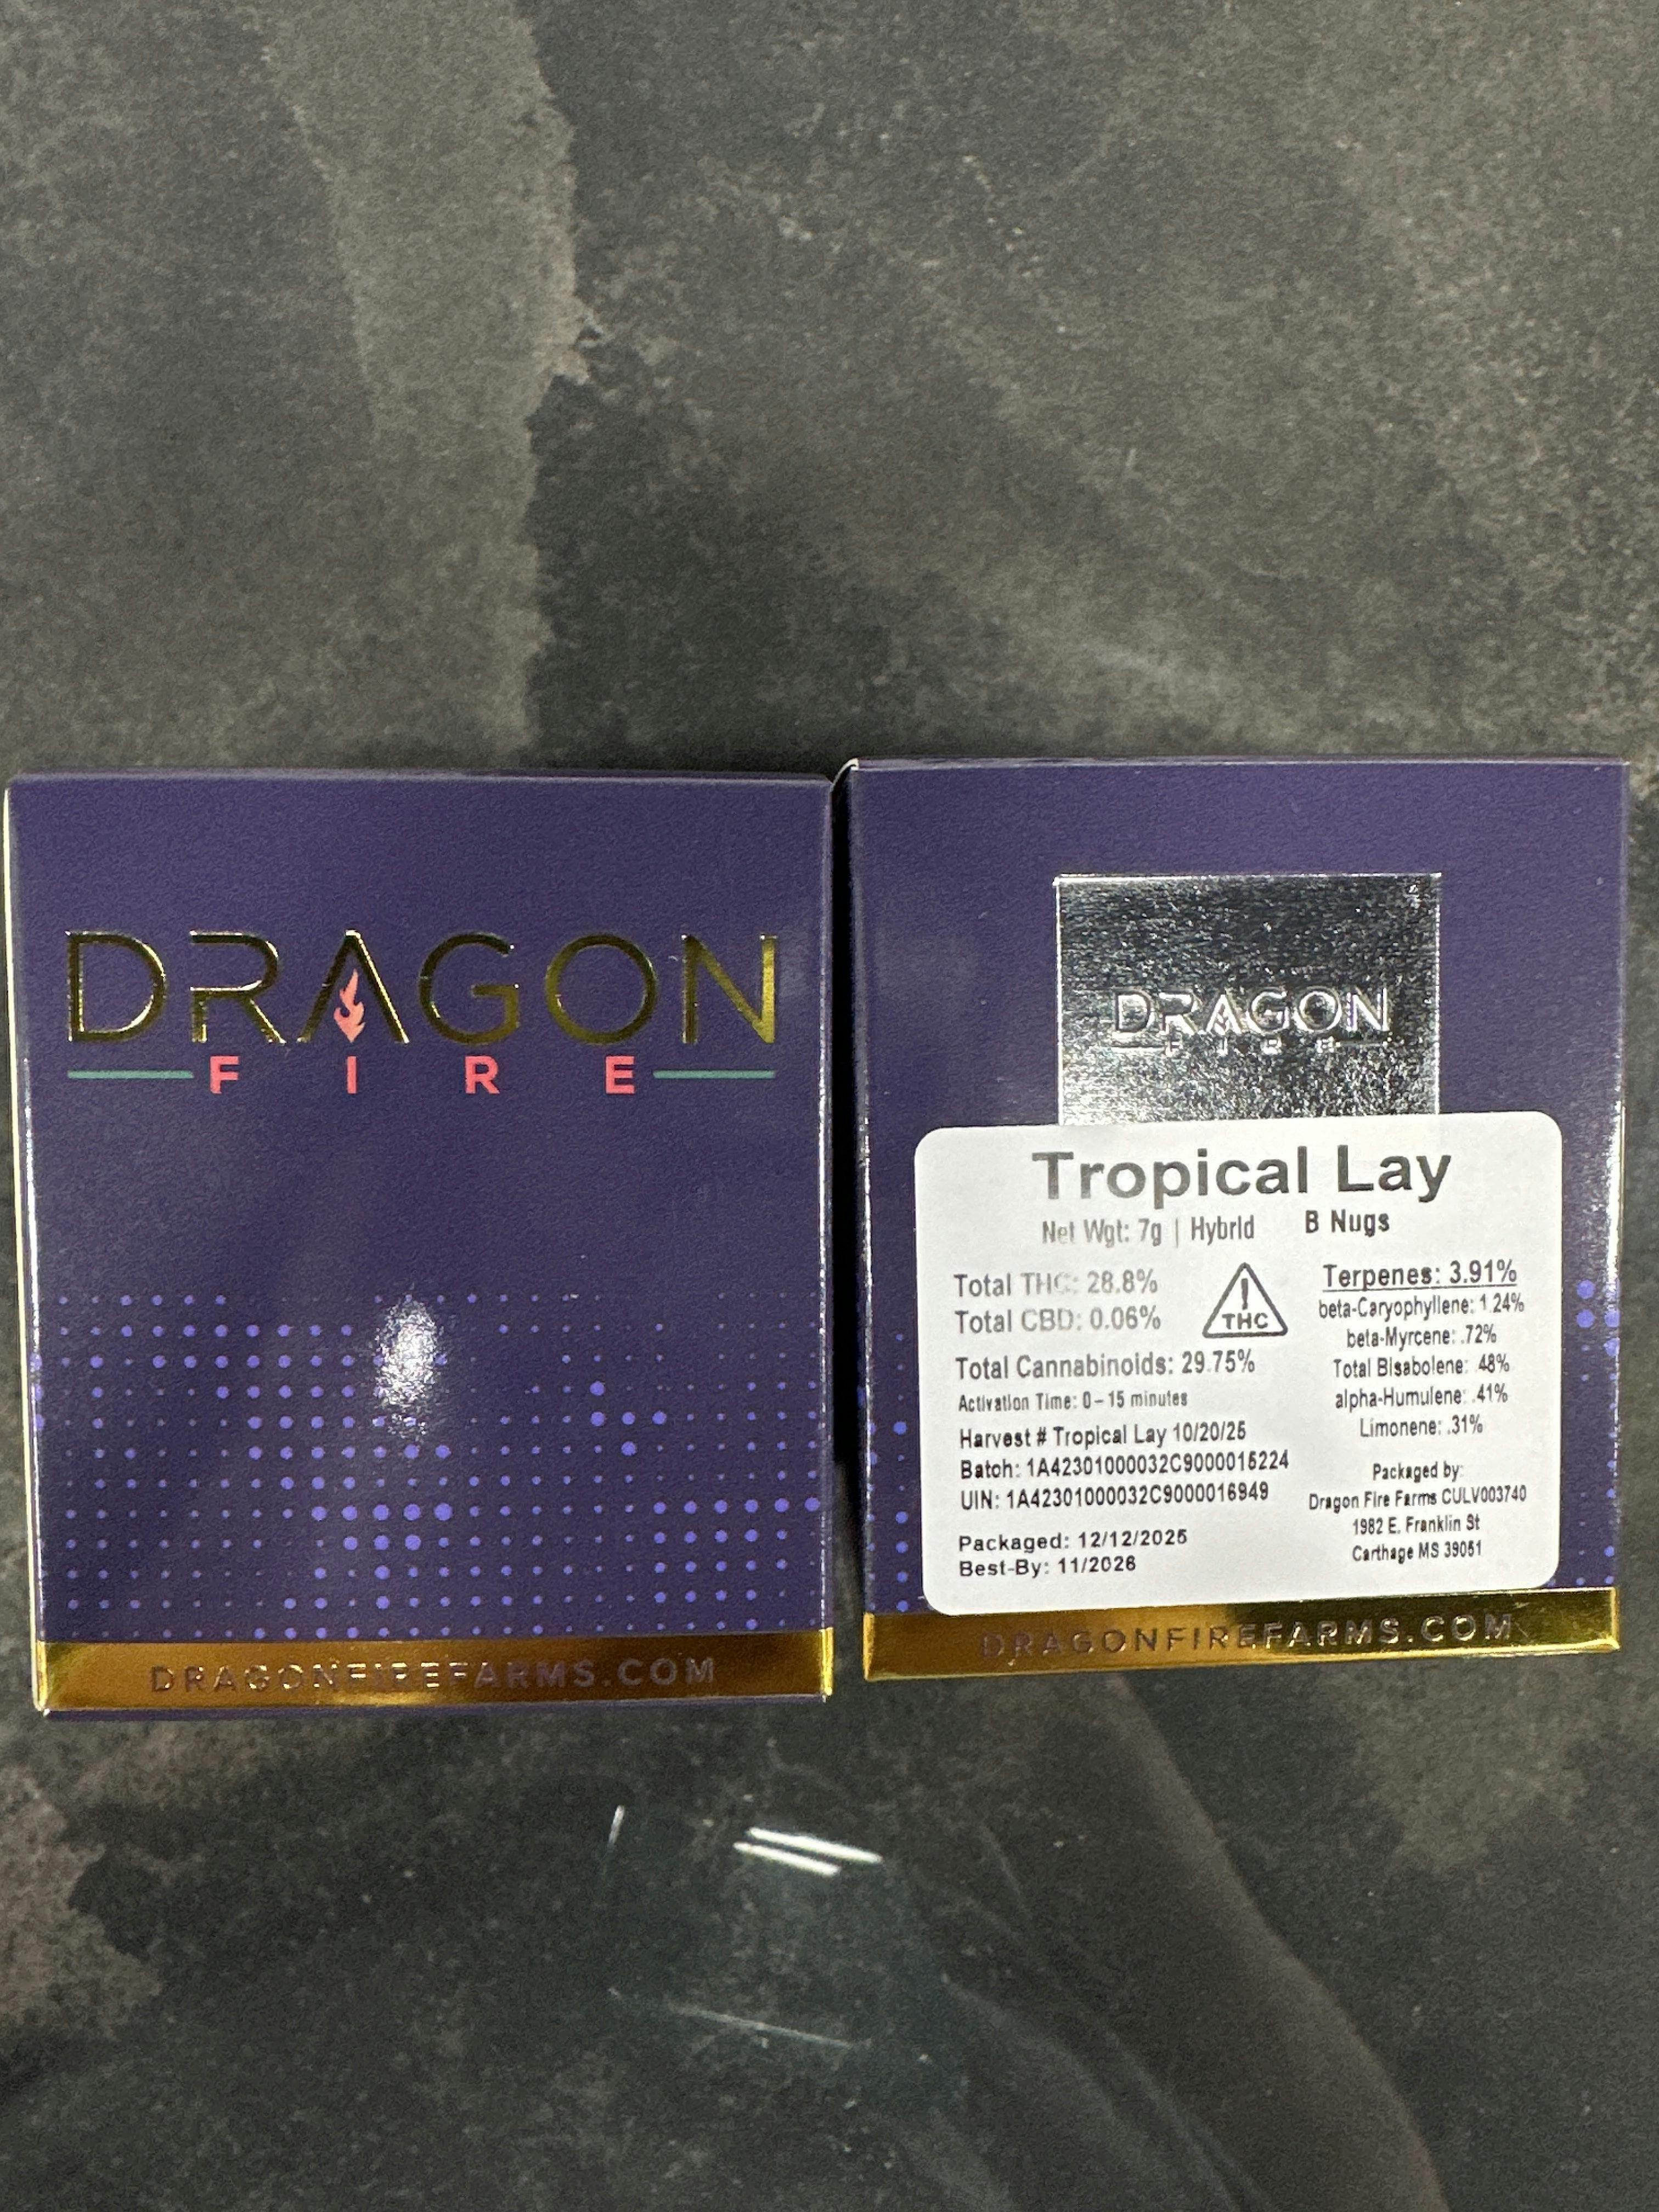 DRAGON
FIRE
DRAGONFIREFARMS.COM
DRAGON
FIRE
Tropical Lay
Net Wgt: 7g | Hybrid B Nugs
Total THC: 28.8%
Total CBD: 0.06%
Total Cannabinoids: 29.75%
Activation Time: 0-15 minutes
Harvest # Tropical Lay 10/20/25
Batch: 1A42301000032C9000015224
UIN: 1A42301000032C9000016949
Packaged: 12/12/2025
Best-By: 11/2026
!
THC
Terpenes: 3.91%
beta-Caryophyllene: 1.24%
beta-Myrcene: .72%
Total Bisabolene: .48%
alpha-Humulene: .41%
Limonene: .31%
Packaged by:
Dragon Fire Farms CULV003740
1982 E. Franklin St
Carthage MS 39051
DRAGONFIREFARMS.COM